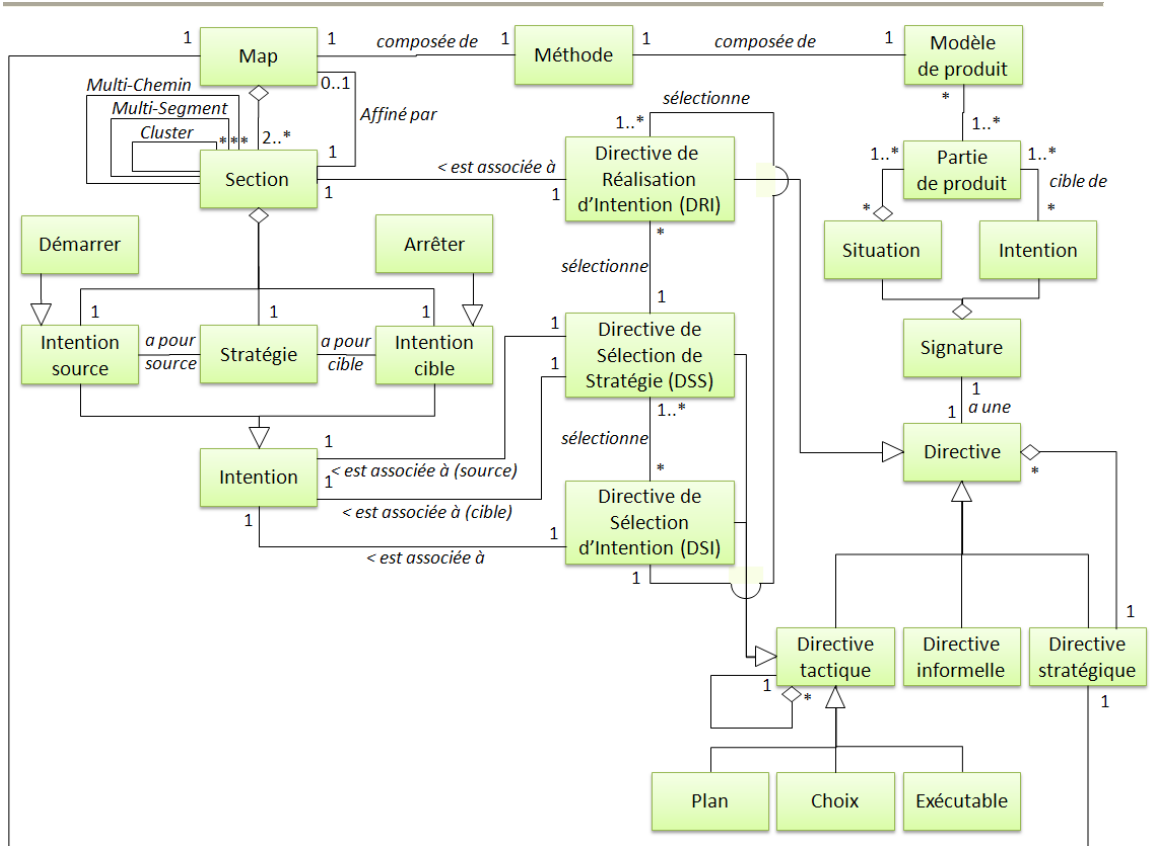 1
Map
1
composée de
1
Méthode
1
composée de
1
Modèle
de produit
0..1
Affiné par
Multi-Chemin
Multi-Segment
Cluster
***
2..*
1
Section
1
< est associée à
1
sélectionne
1..*
Directive de
Réalisation
d'Intention (DRI)
*
*
1..*
1..*
Partie
de produit
1..*
cible de
*
*
Situation
Intention
Démarrer
Arrêter
sélectionne
1
1
1
1
Intention
source
a pour
source
Stratégie
a pour
cible
Intention
cible
1
1
Directive de
Sélection de
Stratégie (DSS)
1..*
Signature
1
1
a une
sélectionne
*
Directive
*
Intention
1
< est associée à (source)
1
< est associée à (cible)
1
1
< est associée à
Directive de
Sélection
d'Intention (DSI)
1
1
Directive
tactique
Directive
informelle
Directive
stratégique
1
*
1
Plan
Choix
Exécutable